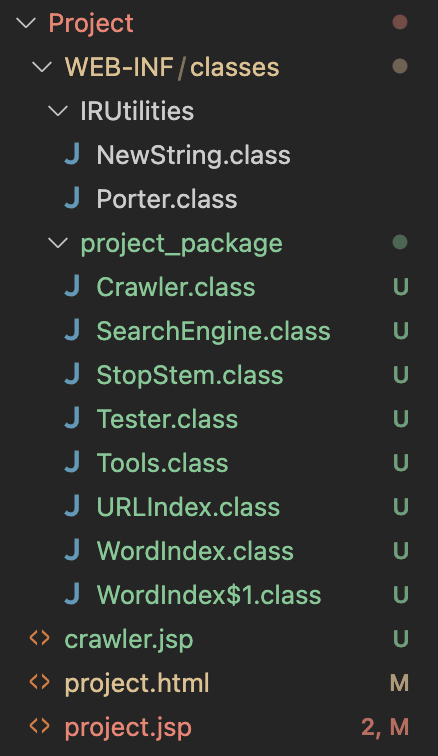 Project
WEB-INF/classes
IRUtilities
J NewString.class
J Porter.class
project_package
J Crawler.class U
J SearchEngine.class U
J StopStem.class U
J Tester.class U
J Tools.class U
J URLIndex.class U
J WordIndex.class U
J WordIndex$1.class U
<> crawler.jsp U
<> project.html M
<> project.jsp 2, M